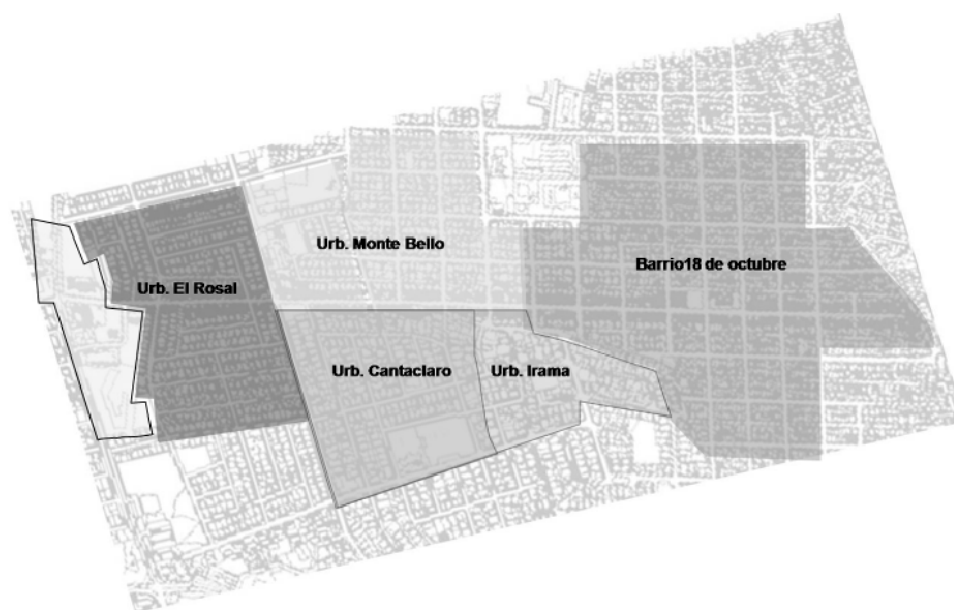 Urb. Monte Bello
Barrio18 de octubre
Urb. El Rosal
Urb. Cantaclaro
Urb. Irama